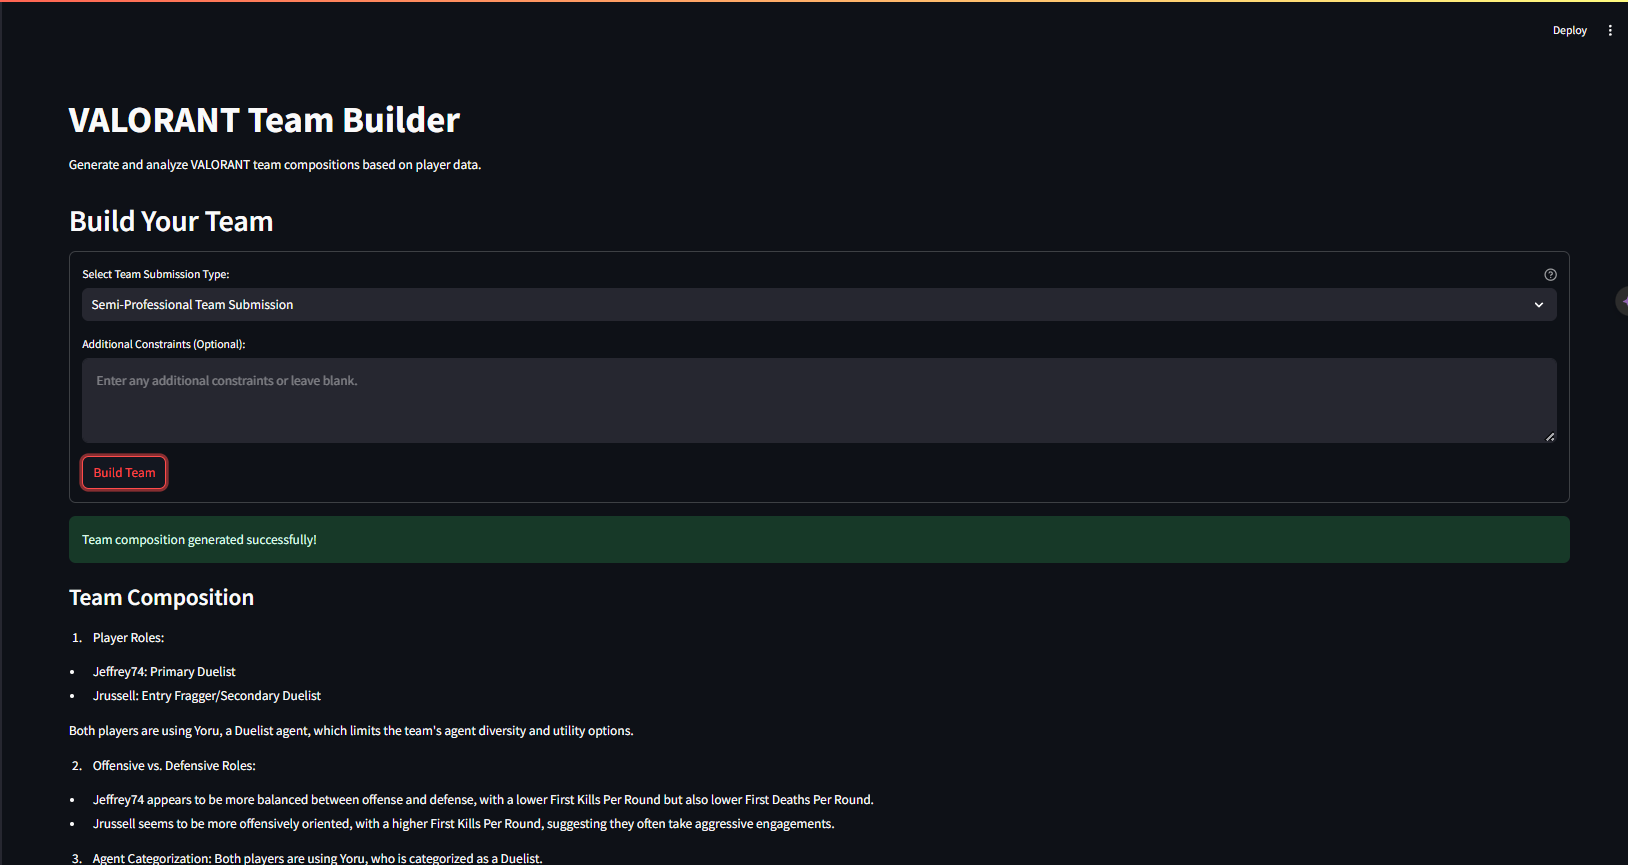 Deploy
VALORANT Team Builder
Generate and analyze VALORANT team compositions based on player data.
Build Your Team
Select Team Submission Type:
Semi-Professional Team Submission
Additional Constraints (Optional):
Enter any additional constraints or leave blank.
Build Team
Team composition generated successfully!
Team Composition
1. Player Roles:
• Jeffrey74: Primary Duelist
• Jrussell: Entry Fragger/Secondary Duelist
Both players are using Yoru, a Duelist agent, which limits the team's agent diversity and utility options.
2. Offensive vs. Defensive Roles:
• Jeffrey74 appears to be more balanced between offense and defense, with a lower First Kills Per Round but also lower First Deaths Per Round.
• Jrussell seems to be more offensively oriented, with a higher First Kills Per Round, suggesting they often take aggressive engagements.
3. Agent Categorization: Both players are using Yoru, who is categorized as a Duelist.